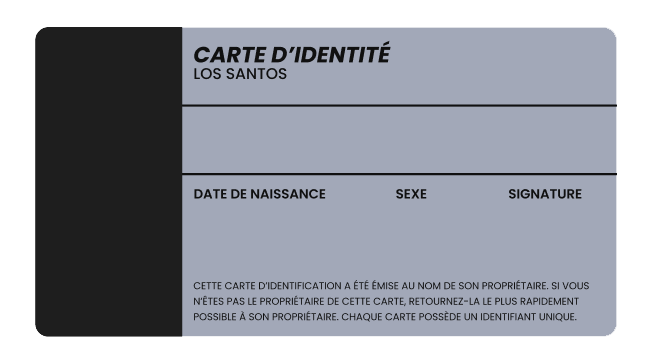 CARTE D'IDENTITÉ
LOS SANTOS
DATE DE NAISSANCE SEXE SIGNATURE
CETTE CARTE D'IDENTIFICATION A ÉTÉ ÉMISE AU NOM DE SON PROPRIÉTAIRE. SI VOUS
N'ÊTES PAS LE PROPRIÉTAIRE DE CETTE CARTE, RETOURNEZ-LA LE PLUS RAPIDEMENT
POSSIBLE À SON PROPRIÉTAIRE. CHAQUE CARTE POSSÈDE UN IDENTIFIANT UNIQUE.